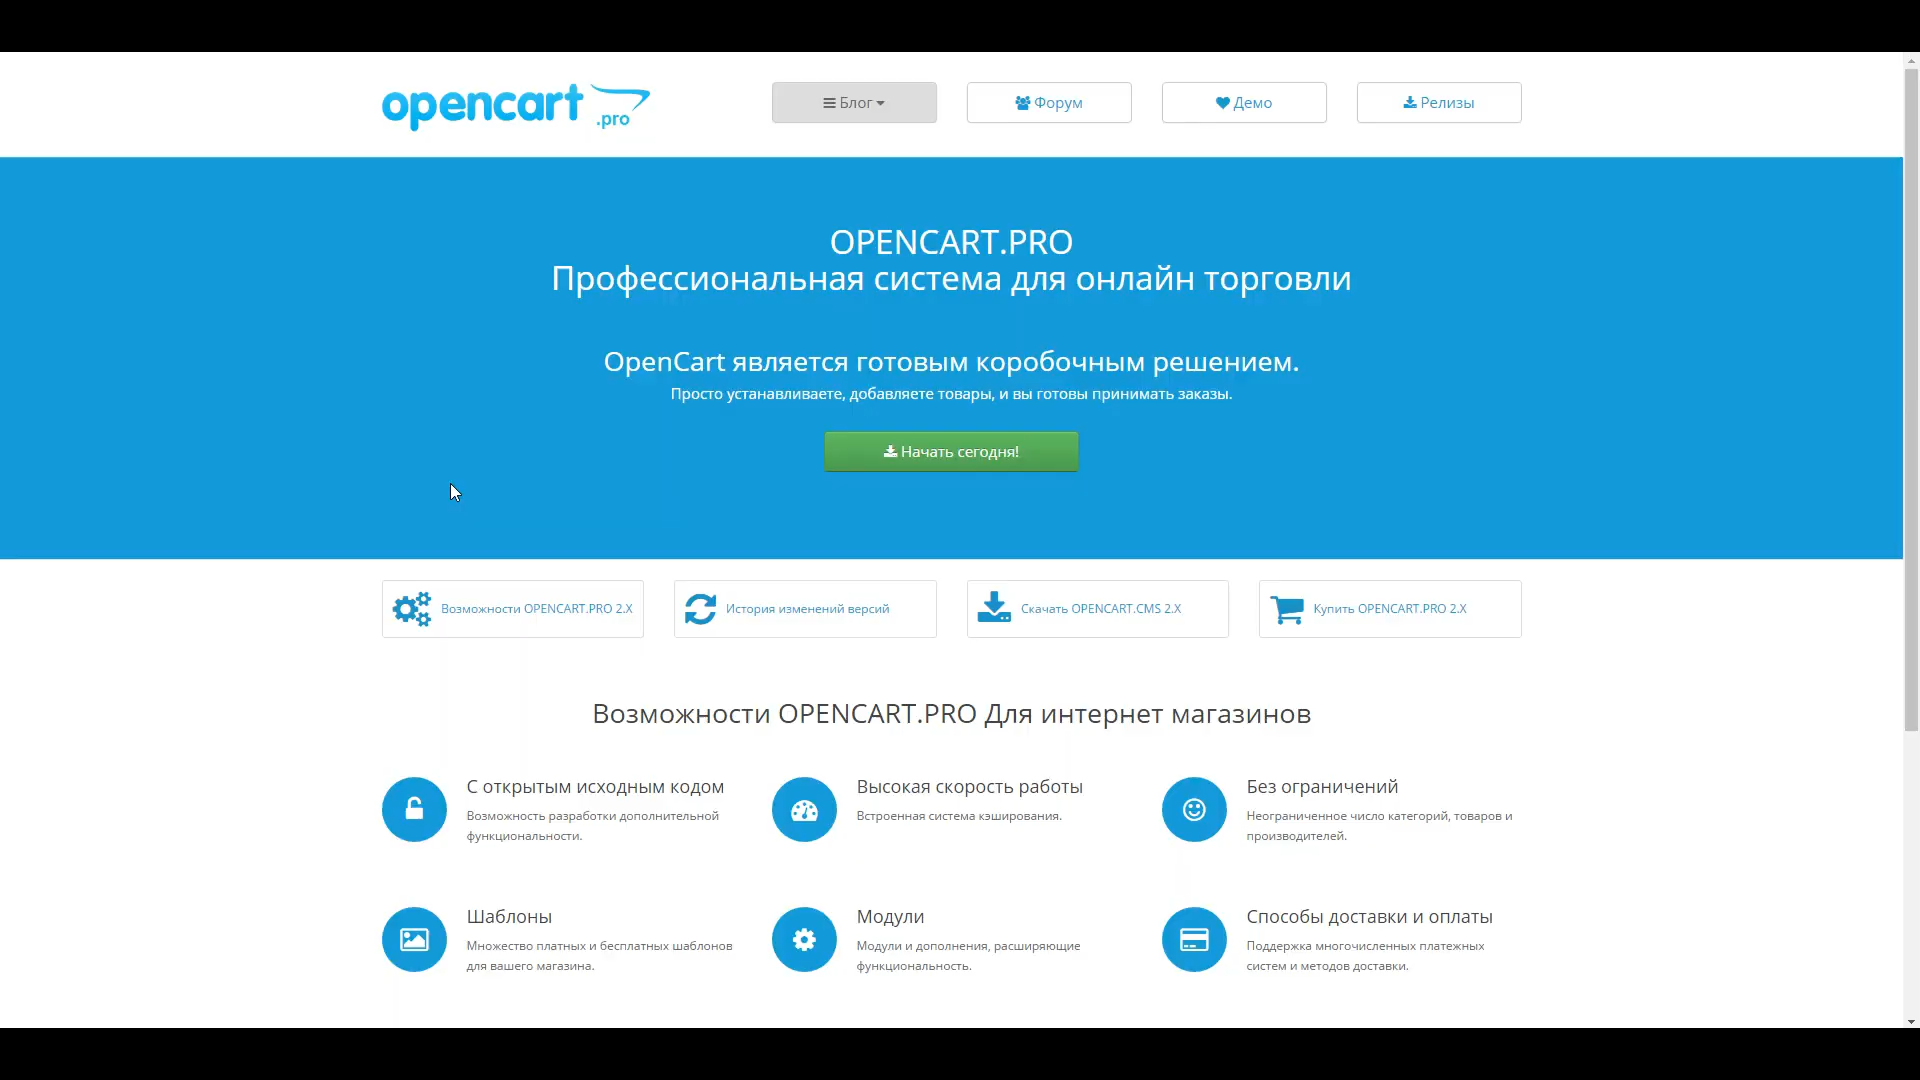 opencart
.pro
Блог
Форум
Демо
Релизы
OPENCART.PRO
Профессиональная система для онлайн торговли
OpenCart является готовым коробочным решением.
Просто устанавливаете, добавляете товары, и вы готовы принимать заказы.
Начать сегодня!
Возможности OPENCART.PRO 2.X
История изменений версий
Скачать OPENCART.CMS 2.X
Купить OPENCART.PRO 2.X
Возможности OPENCART.PRO Для интернет магазинов
С открытым исходным кодом
Возможность разработки дополнительной
функциональности.
Высокая скорость работы
Встроенная система кэширования.
Без ограничений
Неограниченное число категорий, товаров и
производителей.
Шаблоны
Множество платных и бесплатных шаблонов
для вашего магазина.
Модули
Модули и дополнения, расширяющие
функциональность.
Способы доставки и оплаты
Поддержка многочисленных платежных
систем и методов доставки.